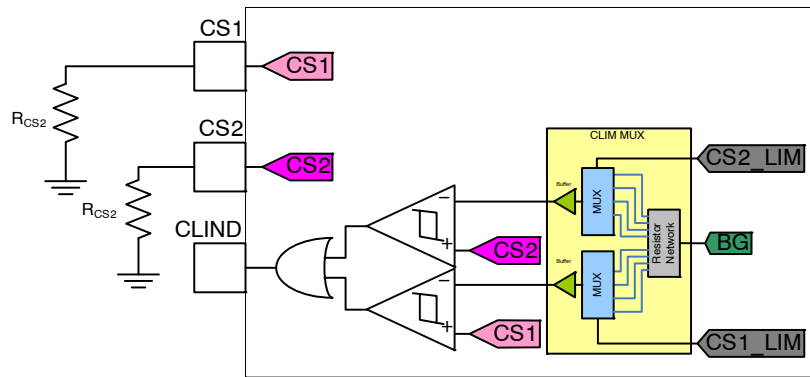 CS1
CS1
RCS2
CS2
CS2
RCS2
CLIND
CLIM MUX
CS2_LIM
Buffer
MUX
Resistor
Network
BG
−
+
CS2
Buffer
MUX
−
+
CS1
CS1_LIM